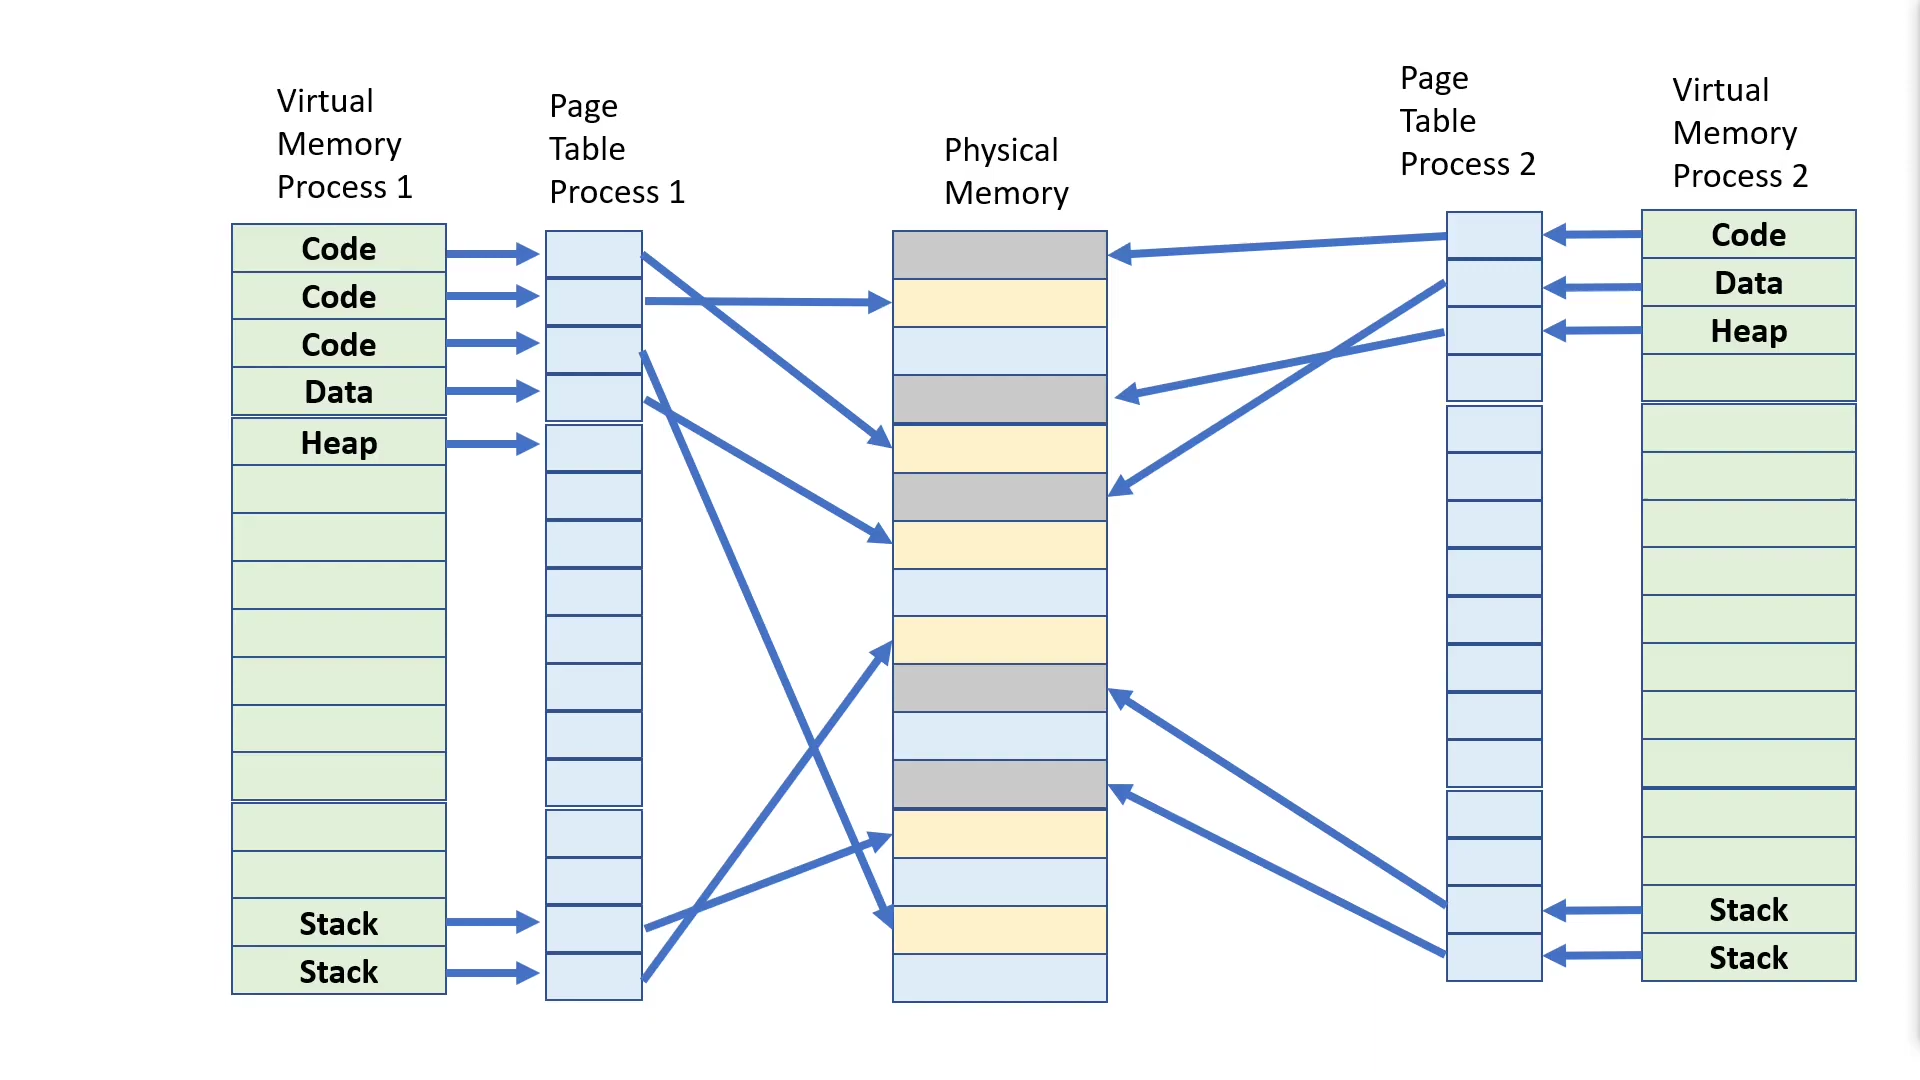 Virtual
Memory
Process 1
Page
Table
Process 1
Physical
Memory
Page
Table
Process 2
Virtual
Memory
Process 2
Code
Code
Code
Data
Heap
Stack
Stack
Code
Data
Heap
Stack
Stack